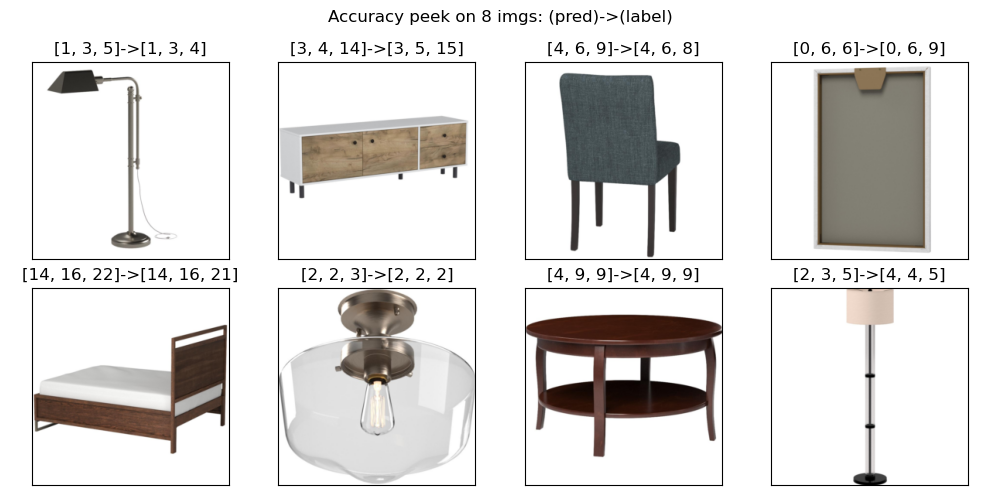 Accuracy peek on 8 imgs: (pred)->(label)
[1, 3, 5]->[1, 3, 4]
[3, 4, 14]->[3, 5, 15]
[4, 6, 9]->[4, 6, 8]
[0, 6, 6]->[0, 6, 9]
[14, 16, 22]->[14, 16, 21]
[2, 2, 3]->[2, 2, 2]
[4, 9, 9]->[4, 9, 9]
[2, 3, 5]->[4, 4, 5]